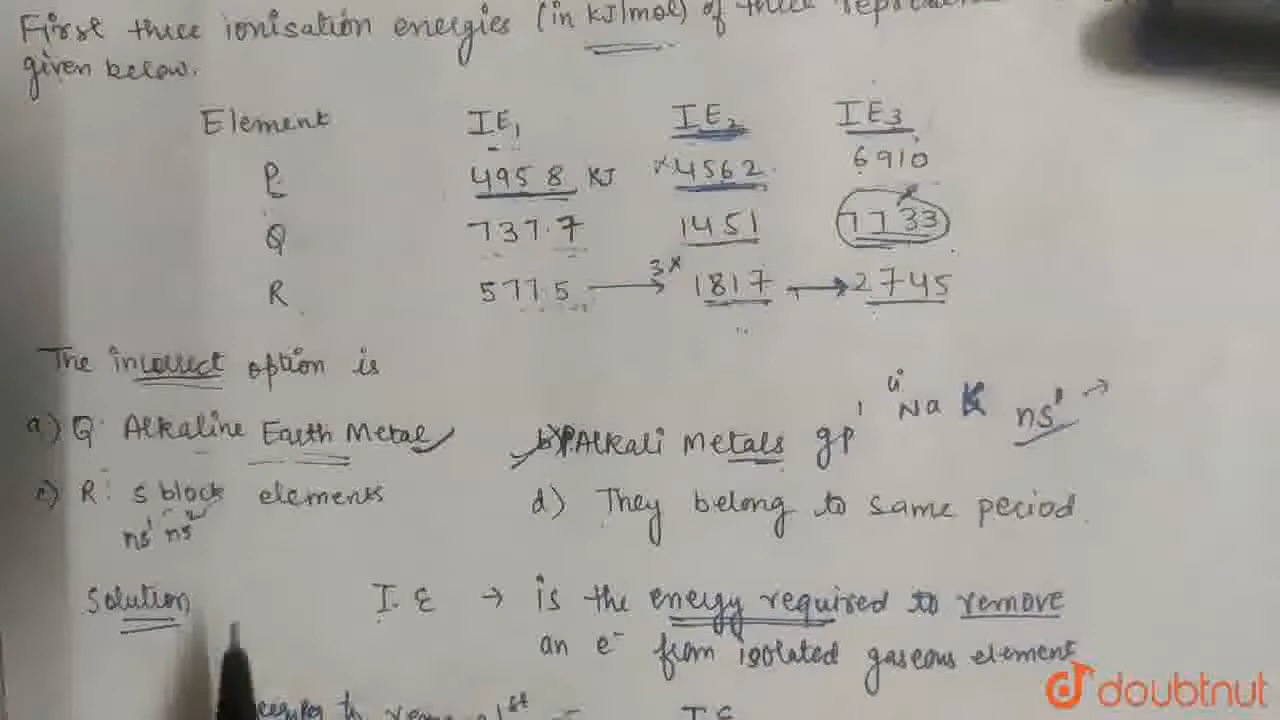 First three ionisation energies (in kJ/mol) of three
given below.
Element IE1 IE2 IE3
P 495 8 KJ 4562 6910
Q 737.7 1451 7733
R 577.5 3x 1817 2745
The incorrect option is
a) Q: Alkaline Earth Metal b) P. Alkali Metals gp 1 Li Na K ns1
c) R: s block elements d) They belong to same period.
ns1 ns2
Solution I.E → is the energy required to remove
an e- from isolated gaseous element
1st I.E
doubtnut